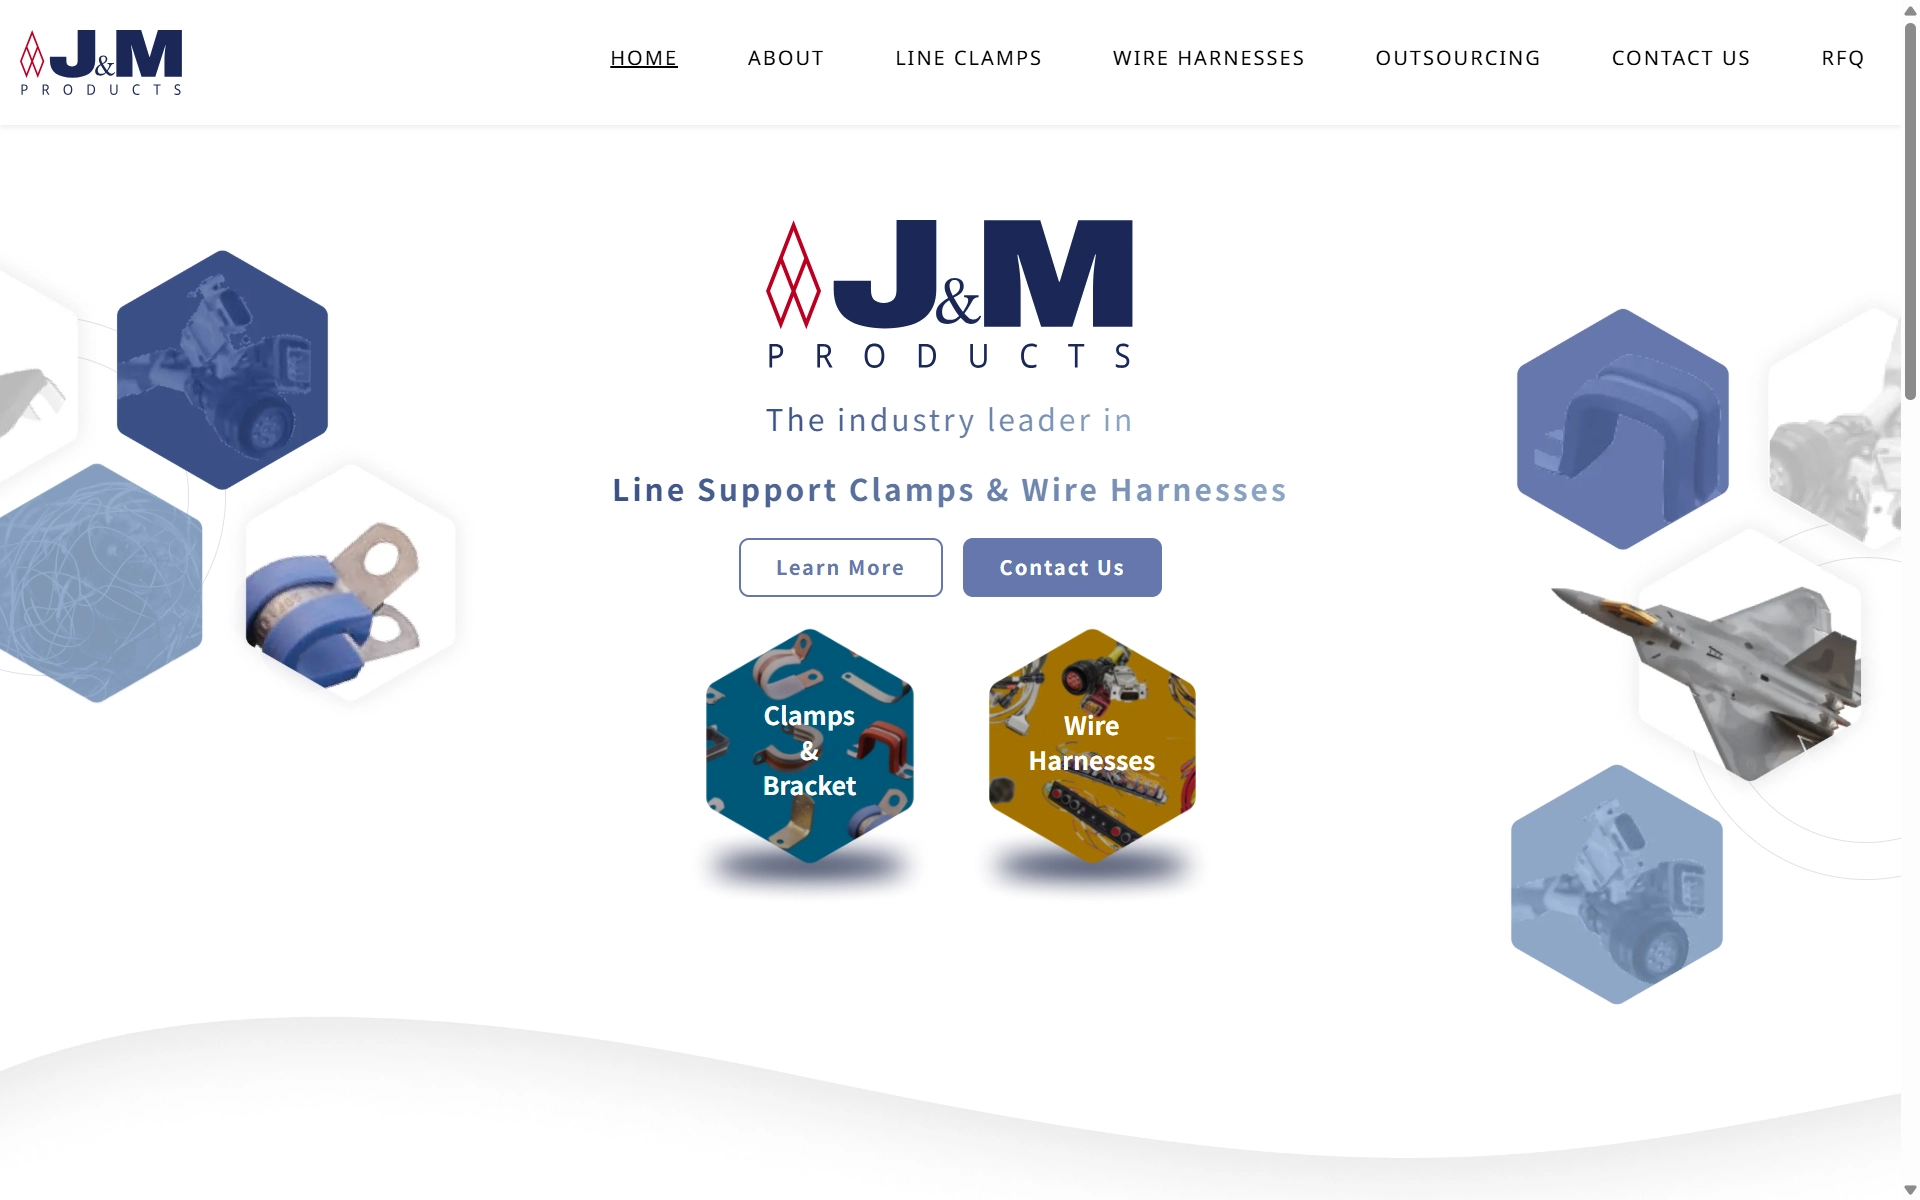 J&M
PRODUCTS
HOME
ABOUT
LINE CLAMPS
WIRE HARNESSES
OUTSOURCING
CONTACT US
RFQ
J&M
PRODUCTS
The industry leader in
Line Support Clamps & Wire Harnesses
Learn More
Contact Us
Clamps
&
Bracket
Wire
Harnesses